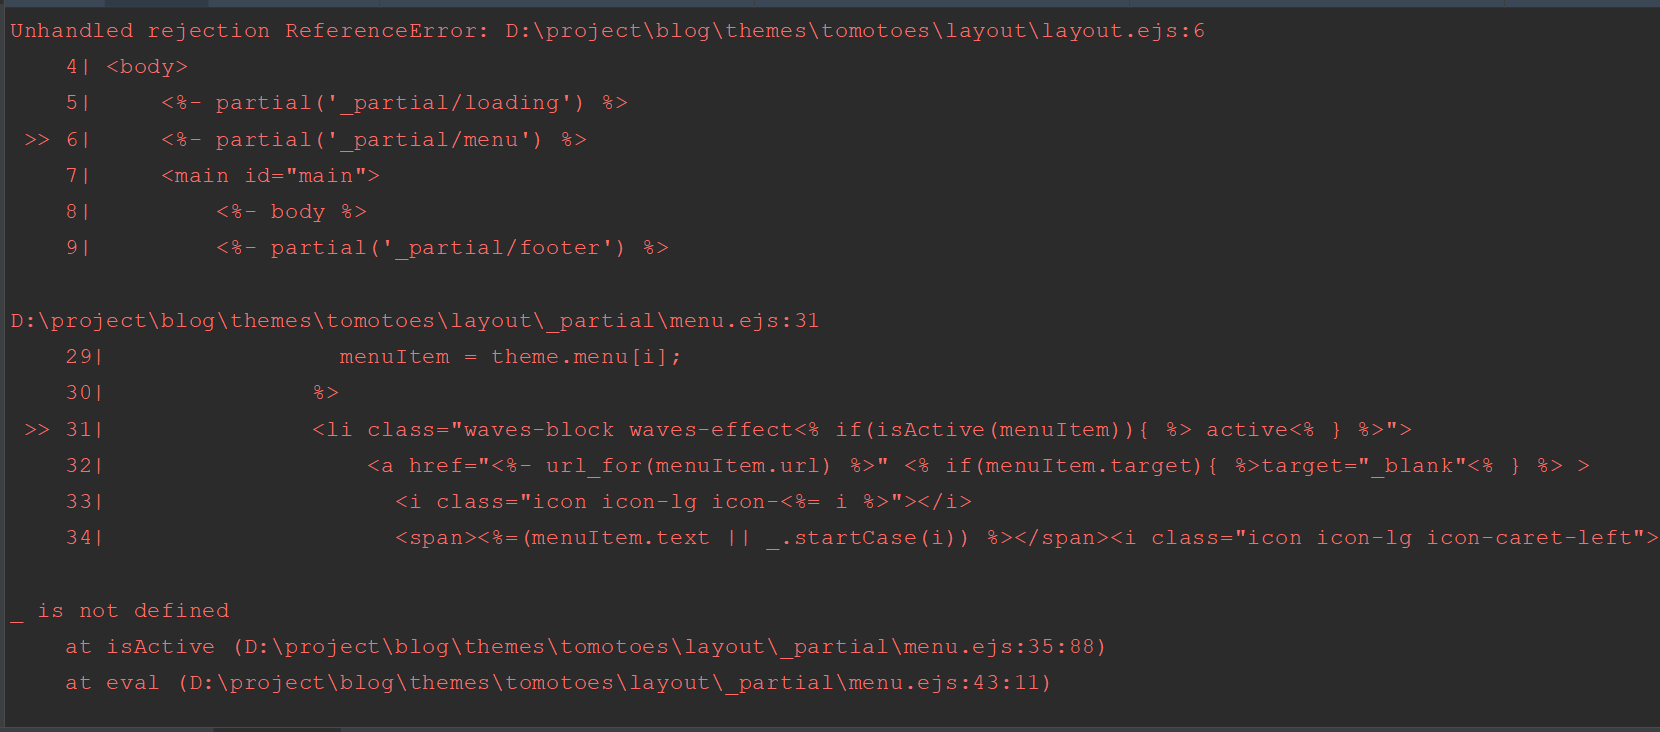 Unhandled rejection ReferenceError: D:\project\blog\themes\tomotoes\layout\layout.ejs:6
    4| <body>
    5|     <%- partial('_partial/loading') %>
 >> 6|     <%- partial('_partial/menu') %>
    7|     <main id="main">
    8|         <%- body %>
    9|         <%- partial('_partial/footer') %>

D:\project\blog\themes\tomotoes\layout\_partial\menu.ejs:31
    29|                 menuItem = theme.menu[i];
    30|               %>
 >> 31|               <li class="waves-block waves-effect<% if(isActive(menuItem)){ %> active<% } %>">
    32|                   <a href="<%- url_for(menuItem.url) %>" <% if(menuItem.target){ %>target="_blank"<% } %> >
    33|                     <i class="icon icon-lg icon-<%= i %>"></i>
    34|                     <span><%=(menuItem.text || _.startCase(i)) %></span><i class="icon icon-lg icon-caret-left">

_ is not defined
    at isActive (D:\project\blog\themes\tomotoes\layout\_partial\menu.ejs:35:88)
    at eval (D:\project\blog\themes\tomotoes\layout\_partial\menu.ejs:43:11)